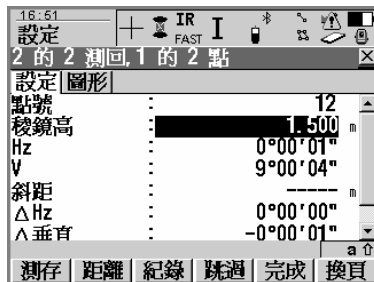 16:51
設定
IR
FAST
I
2 的 2 測回,1 的 2 點
設定 圖形
點號 : 12
稜鏡高 : 1.500 m
Hz : 0°00'01"
V : 9°00'04"
斜距 : ----- m
△Hz : 0°00'00"
△垂直 : -0°00'01"
a
測存 距離 紀錄 跳過 完成 換頁